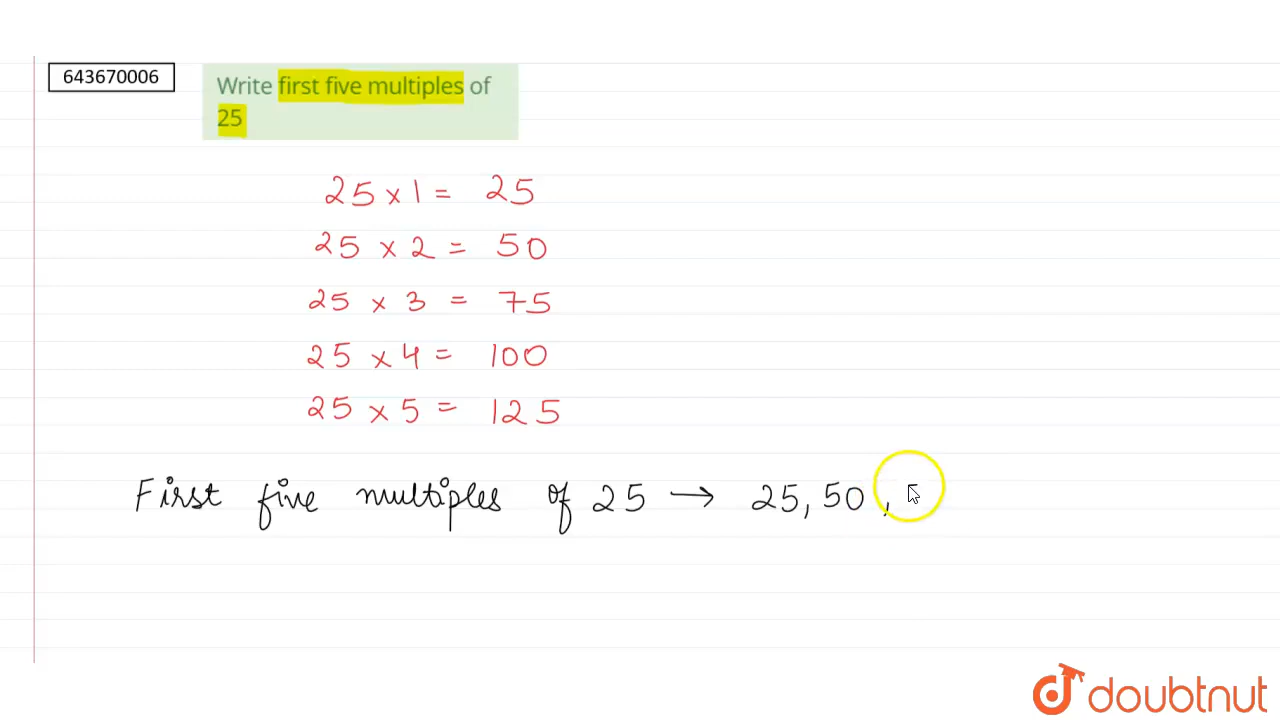 643670006
Write first five multiples of
25
25 × 1 = 25
25 × 2 = 50
25 × 3 = 75
25 × 4 = 100
25 × 5 = 125
First five multiples of 25 → 25, 50,
doubtnut